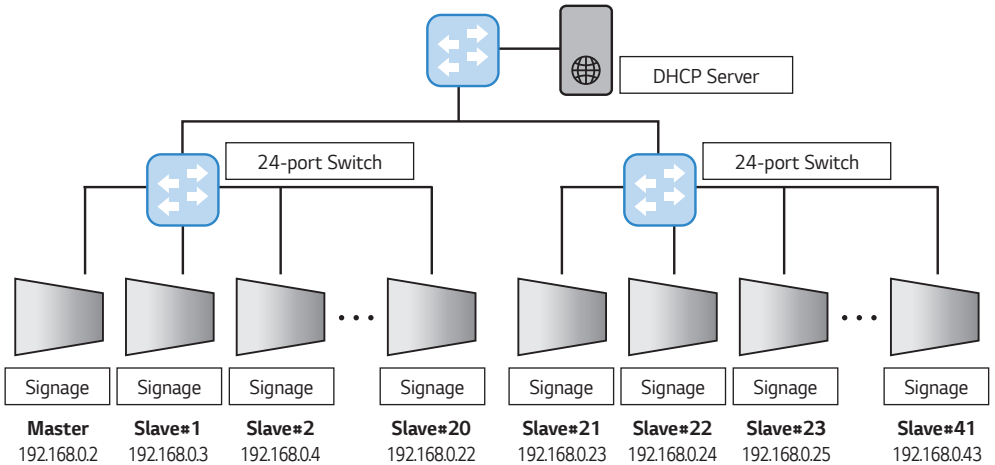 DHCP Server
24-port Switch
24-port Switch
Signage
Signage
Signage
Signage
Signage
Signage
Signage
Signage
Master
Slave#1
Slave#2
Slave#20
Slave#21
Slave#22
Slave#23
Slave#41
192.168.0.2
192.168.0.3
192.168.0.4
192.168.0.22
192.168.0.23
192.168.0.24
192.168.0.25
192.168.0.43